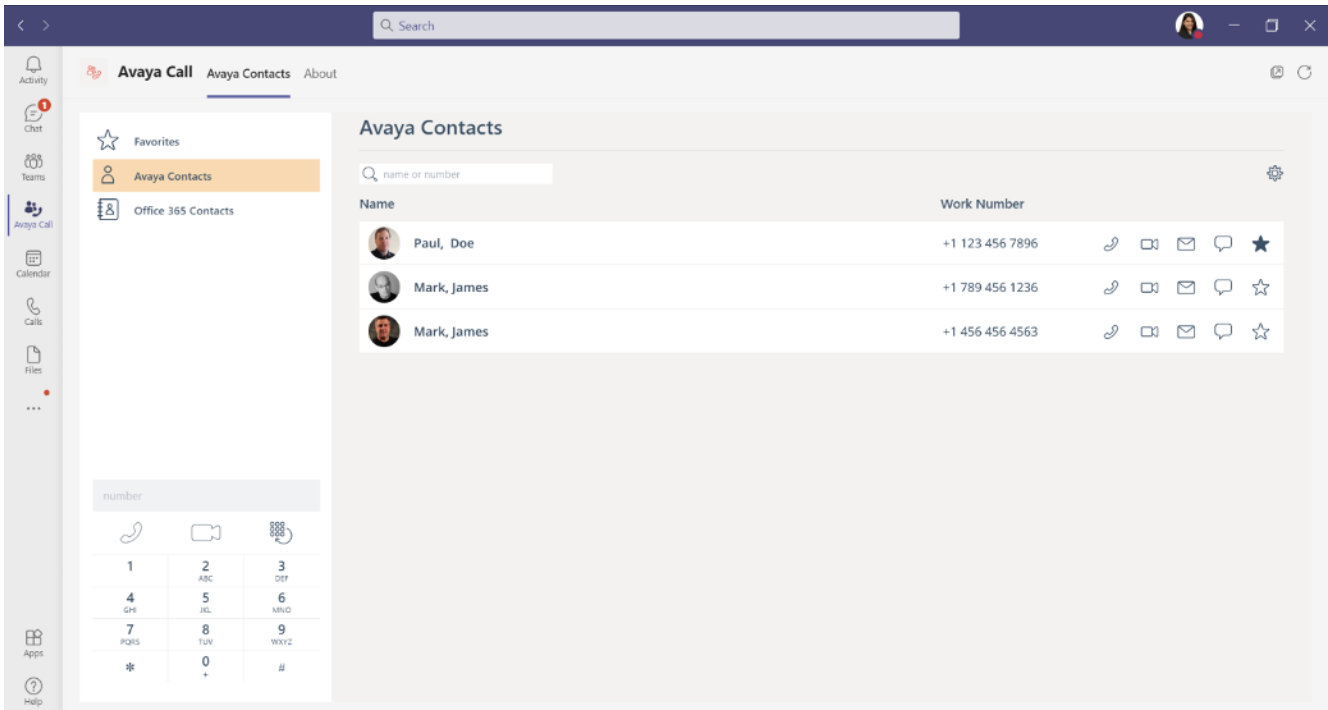 Search
Activity
Chat
1
Teams
Avaya Call
Calendar
Calls
Files
...
Apps
Help
Avaya Call Avaya Contacts About
Favorites
Avaya Contacts
Office 365 Contacts
number
1 2 3
ABC DEF
4 5 6
GHI JKL MNO
7 8 9
PQRS TUV WXYZ
* 0 #
+
Avaya Contacts
name or number
Name Work Number
Paul, Doe +1 123 456 7896
Mark, James +1 789 456 1236
Mark, James +1 456 456 4563